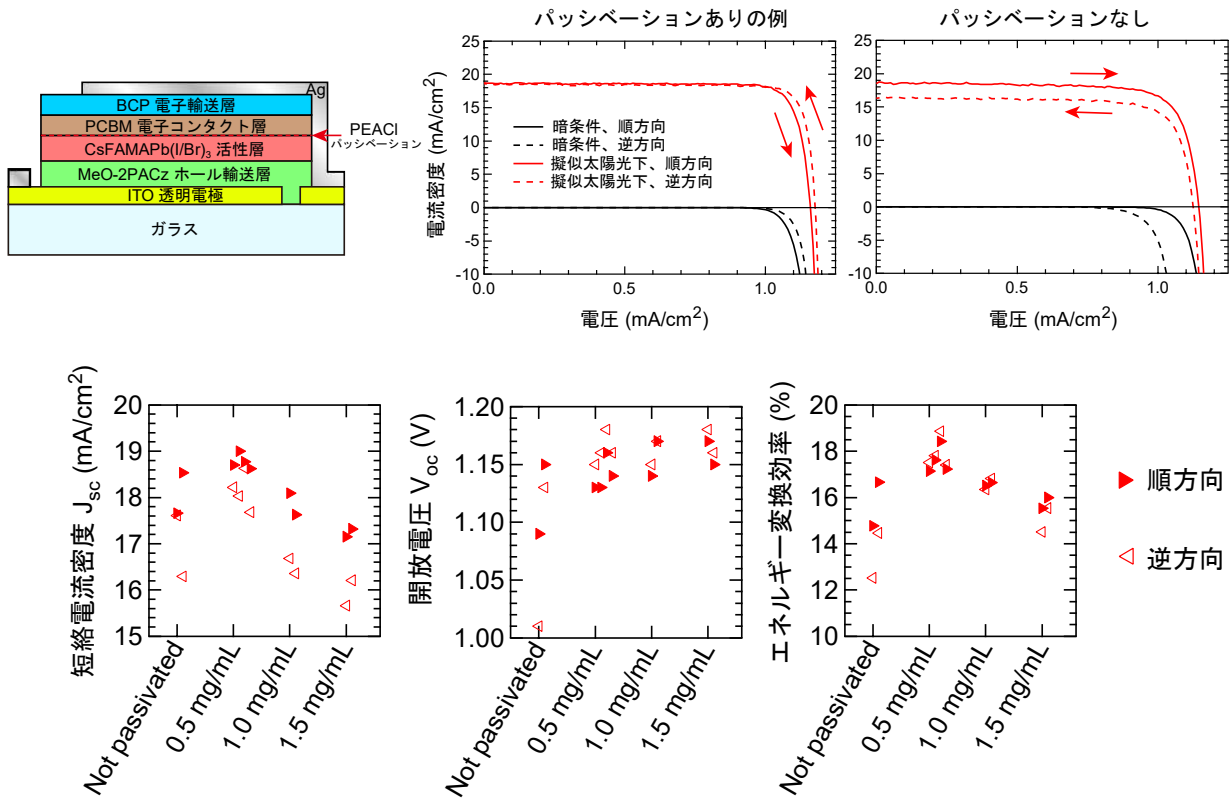 Ag
BCP 電子輸送層
PCBM 電子コンタクト層
CsFAMAPb(I/Br)3 活性層
MeO-2PACz ホール輸送層
ITO 透明電極
ガラス
PEACl
パッシベーション
パッシベーションありの例
電流密度 (mA/cm2)
25
20
15
10
5
0
-5
-10
暗条件、順方向
暗条件、逆方向
擬似太陽光下、順方向
擬似太陽光下、逆方向
0.0
0.5
1.0
電圧 (mA/cm2)
パッシベーションなし
25
20
15
10
5
0
-5
-10
0.0
0.5
1.0
電圧 (mA/cm2)
短絡電流密度 Jsc (mA/cm2)
20
19
18
17
16
15
Not passivated
0.5 mg/mL
1.0 mg/mL
1.5 mg/mL
開放電圧 Voc (V)
1.20
1.15
1.10
1.05
1.00
Not passivated
0.5 mg/mL
1.0 mg/mL
1.5 mg/mL
エネルギー変換効率 (%)
20
18
16
14
12
10
Not passivated
0.5 mg/mL
1.0 mg/mL
1.5 mg/mL
順方向
逆方向